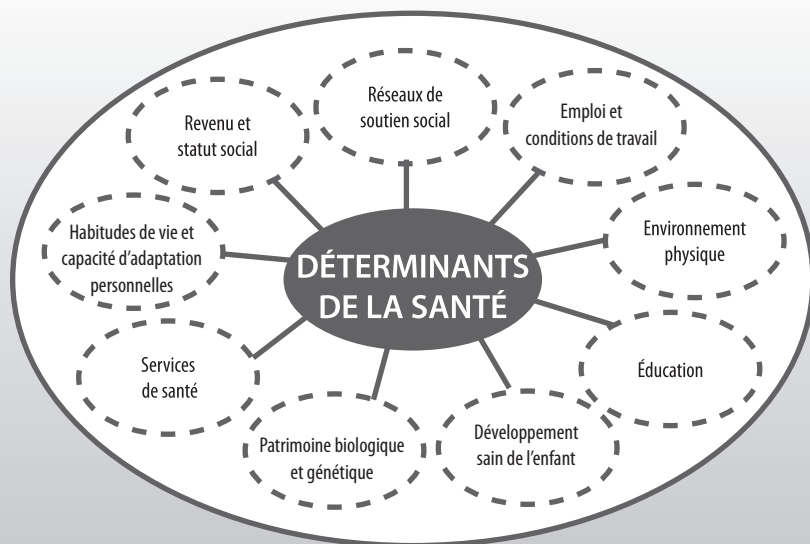 Réseaux de
soutien social
Emploi et
conditions de travail
Revenu et
statut social
Habitudes de vie et
capacité d'adaptation
personnelles
Environnement
physique
DÉTERMINANTS
DE LA SANTÉ
Services
de santé
Éducation
Patrimoine biologique
et génétique
Développement
sain de l'enfant